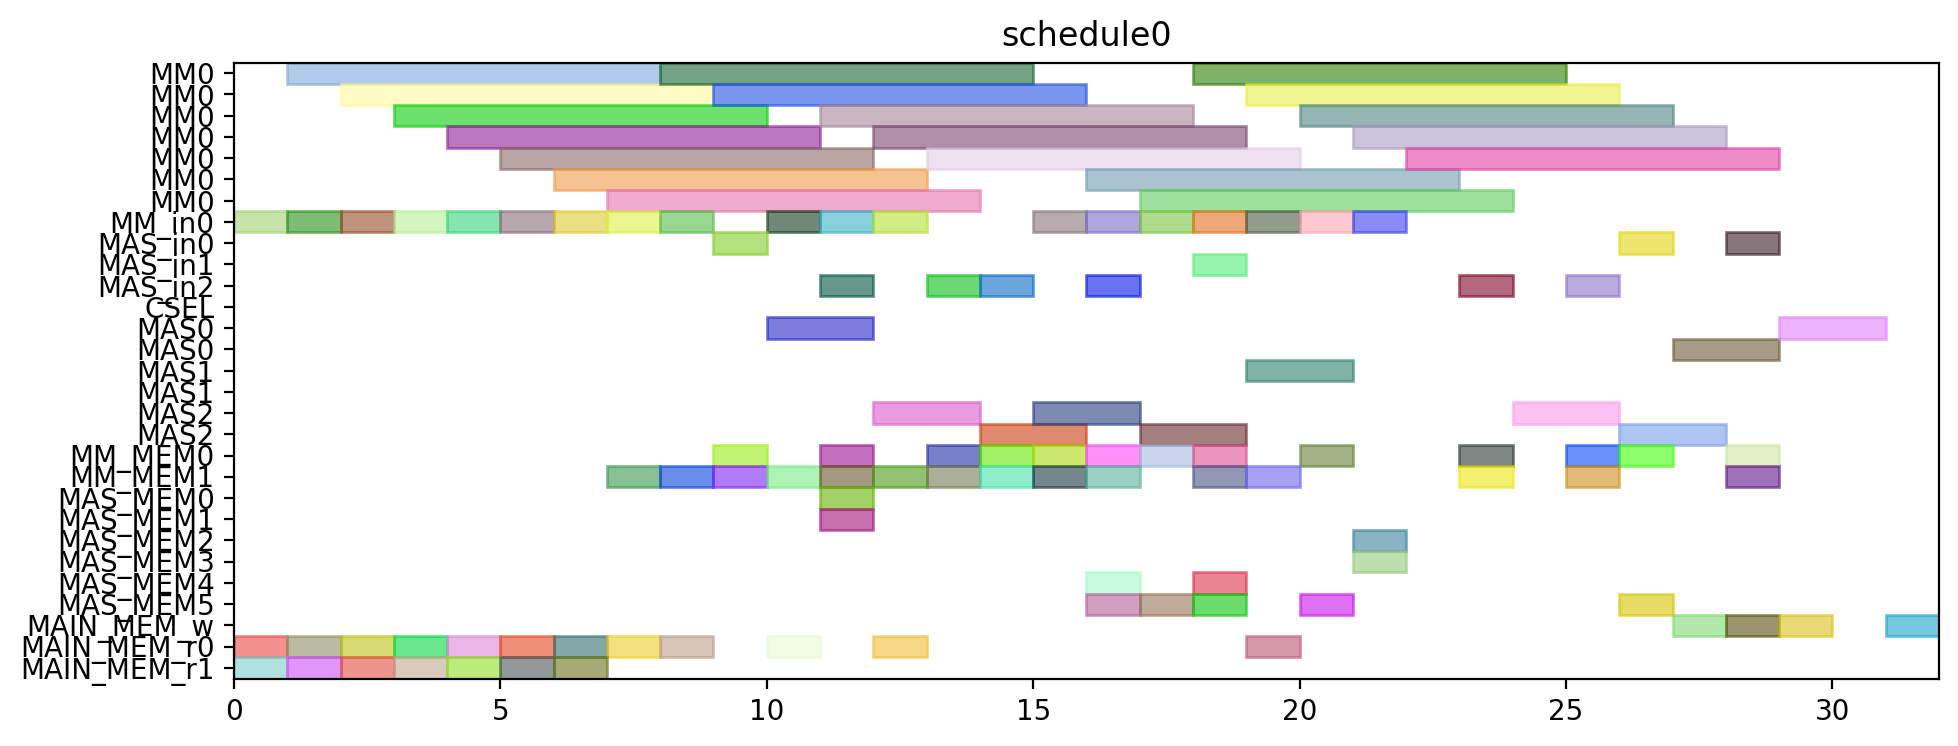 schedule0
MM0
MM0
MM0
MM0
MM0
MM0
MM0
MM_in0
MAS_in0
MAS_in1
MAS_in2
CSEL
MAS0
MAS0
MAS1
MAS1
MAS2
MAS2
MM_MEM0
MM_MEM1
MAS_MEM0
MAS_MEM1
MAS_MEM2
MAS_MEM3
MAS_MEM4
MAS_MEM5
MAIN_MEM_w
MAIN_MEM_r0
MAIN_MEM_r1
0 5 10 15 20 25 30